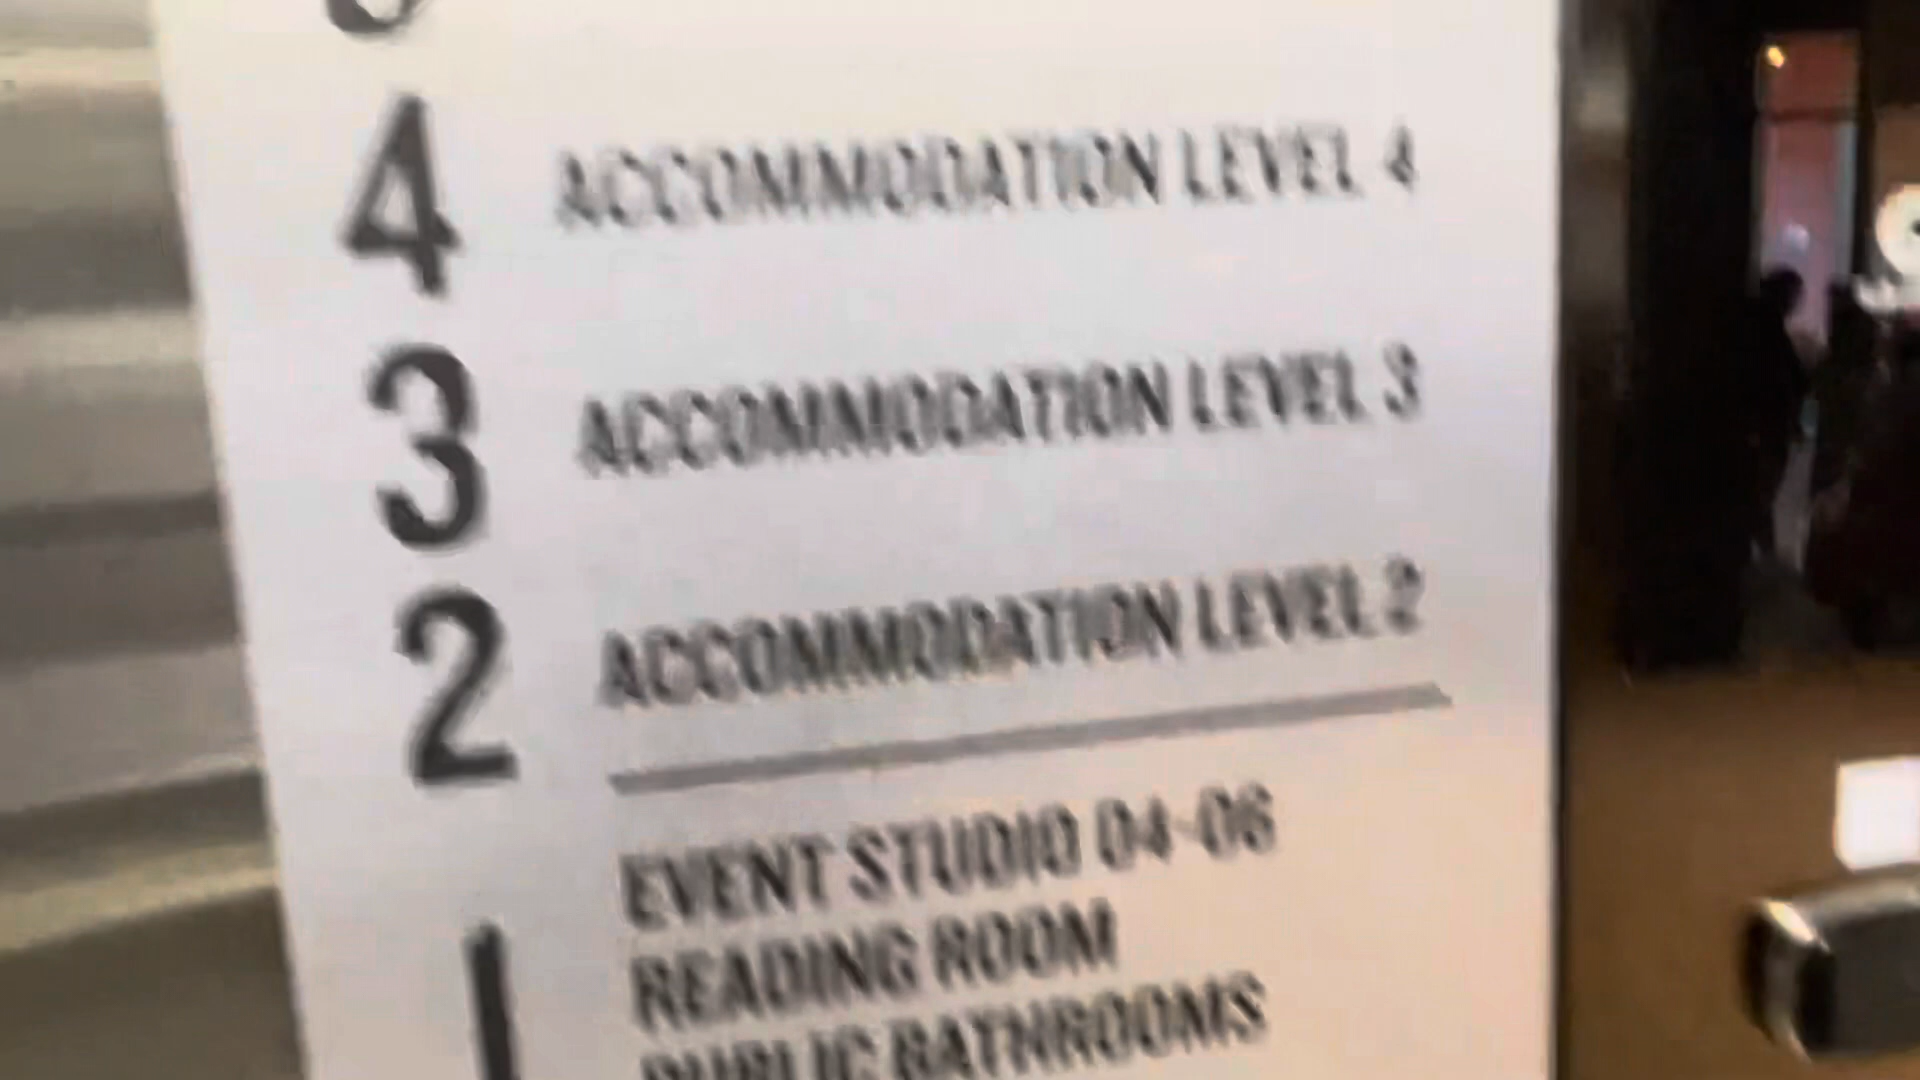 4 ACCOMMODATION LEVEL 4
3 ACCOMMODATION LEVEL 3
2 ACCOMMODATION LEVEL 2
EVENT STUDIO 04-06
1 READING ROOM
PUBLIC BATHROOMS